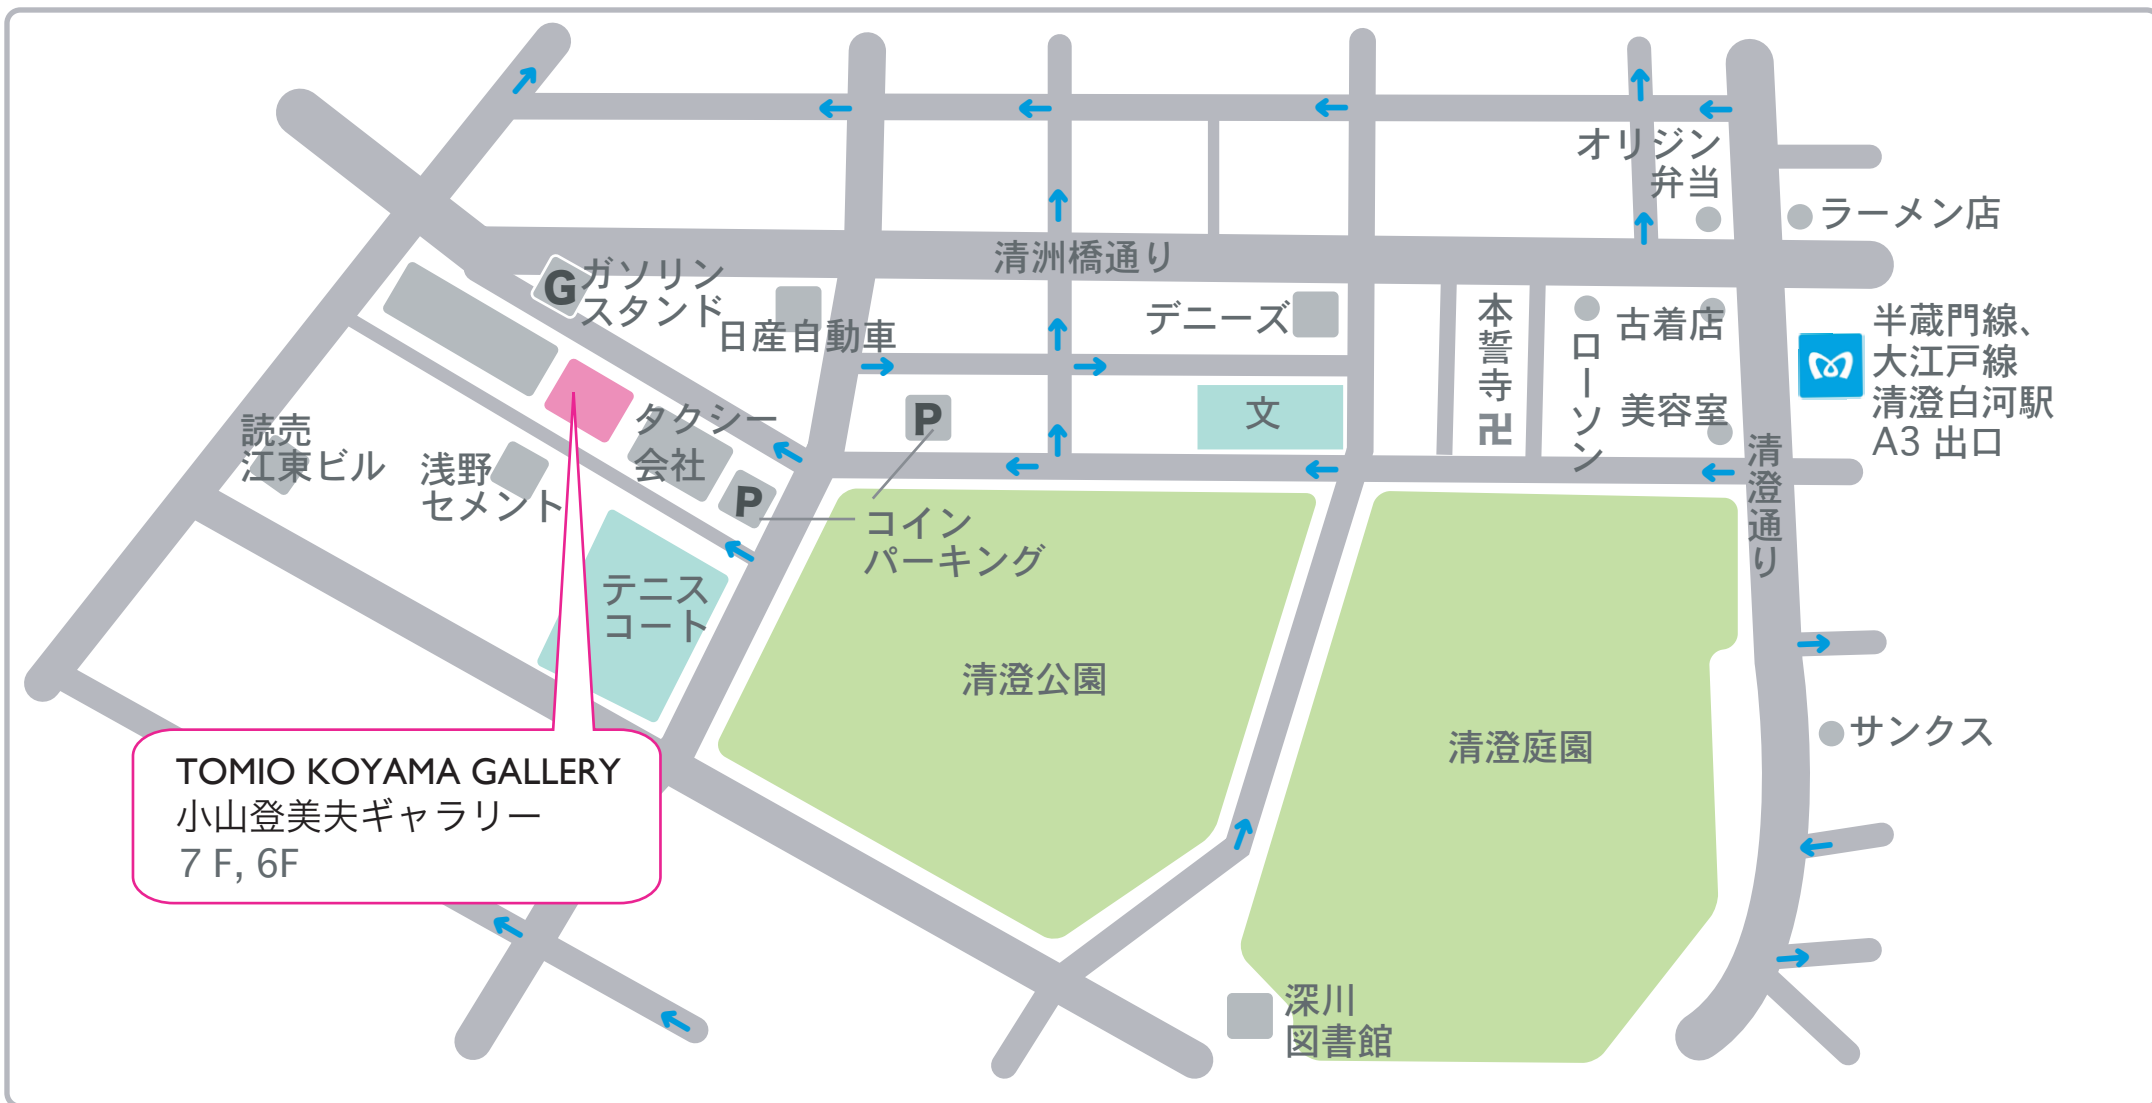 オリジン
弁当
ラーメン店
清洲橋通り
G
ガソリン
スタンド
日産自動車
デニーズ
本誓寺
卍
ローソン
古着店
美容室
半蔵門線、
大江戸線
清澄白河駅
A3 出口
タクシー
会社
P
文
読売
江東ビル
浅野
セメント
P
コイン
パーキング
清澄通り
テニス
コート
清澄公園
清澄庭園
サンクス
TOMIO KOYAMA GALLERY
小山登美夫ギャラリー
7 F, 6F
深川
図書館